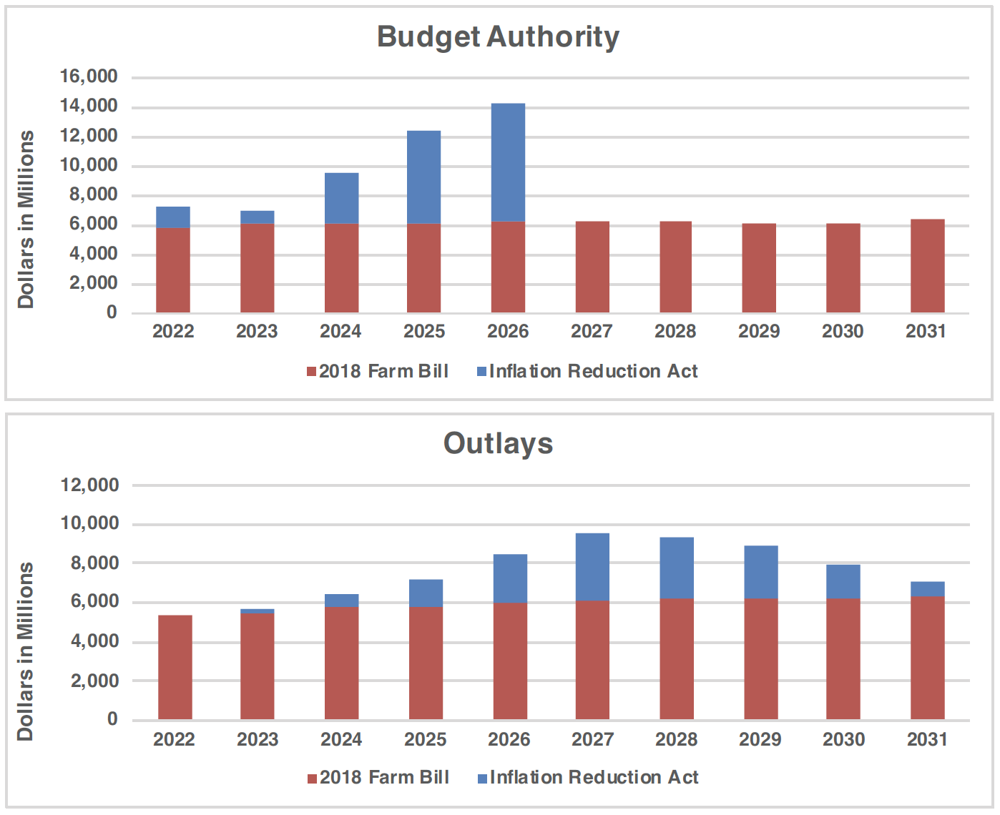 Budget Authority
Dollars in Millions
16,000
14,000
12,000
10,000
8,000
6,000
4,000
2,000
0
2022 2023 2024 2025 2026 2027 2028 2029 2030 2031
2018 Farm Bill Inflation Reduction Act
Outlays
Dollars in Millions
12,000
10,000
8,000
6,000
4,000
2,000
0
2022 2023 2024 2025 2026 2027 2028 2029 2030 2031
2018 Farm Bill Inflation Reduction Act